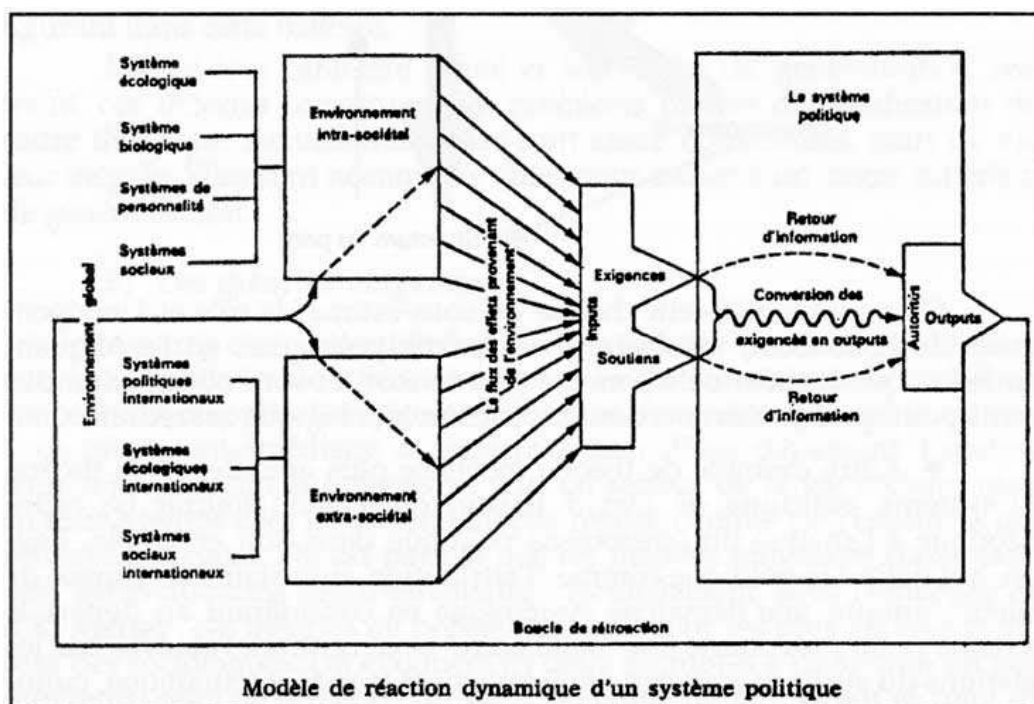 Système
écologique
Système
biologique
Systèmes de
personnalité
Systèmes
sociaux
Environnement global
Systèmes
politiques
internationaux
Systèmes
écologiques
internationaux
Systèmes
sociaux
internationaux
Environnement
intra-sociétal
Environnement
extra-sociétal
Le flux des effets provenant
de l'environnement
Inputs
Exigences
Soutiens
Le système
politique
Retour
d'information
Conversion des
exigences en outputs
Retour
d'information
Autorités
Outputs
Boucle de rétroaction
Modèle de réaction dynamique d'un système politique